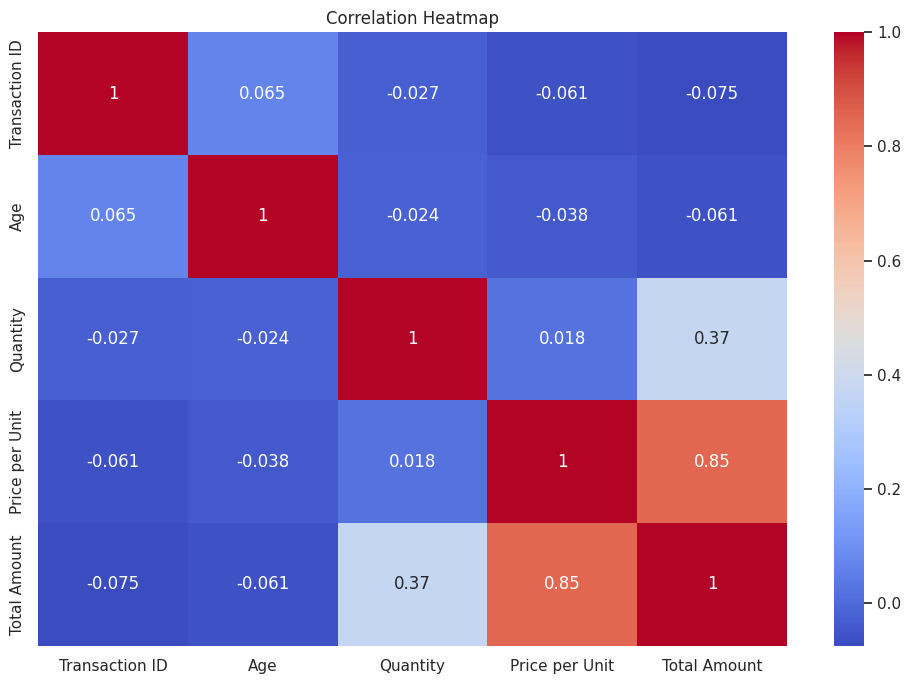 Correlation Heatmap
Transaction ID 1 0.065 -0.027 -0.061 -0.075
Age 0.065 1 -0.024 -0.038 -0.061
Quantity -0.027 -0.024 1 0.018 0.37
Price per Unit -0.061 -0.038 0.018 1 0.85
Total Amount -0.075 -0.061 0.37 0.85 1
Transaction ID Age Quantity Price per Unit Total Amount
1.0
0.8
0.6
0.4
0.2
0.0